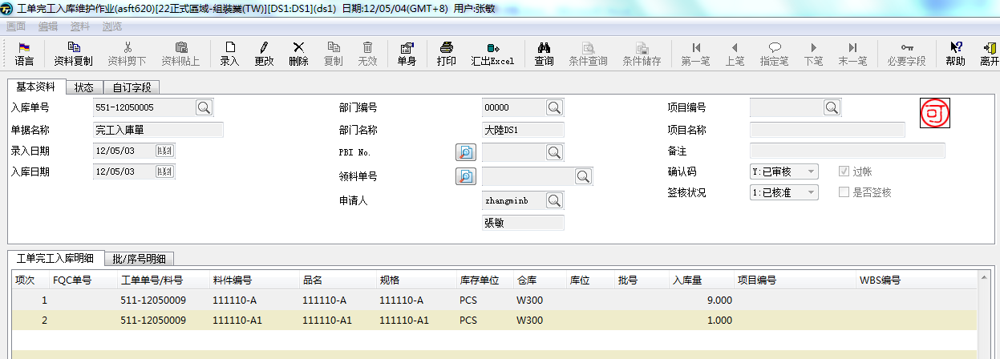 工单完工入库维护作业(asft620)[22正式區域-組裝業(TW)][DS1:DS1](ds1)  日期:12/05/04(GMT+8)  用户:张敏
画面 编辑 资料 浏览
语言 资料复制 资料剪下 资料贴上 录入 更改 删除 复制 无效 单身 打印 汇出Excel 查询 条件查询 条件储存 第一笔 上笔 指定笔 下笔 末一笔 必要字段 帮助 离开
基本资料 状态 自订字段
入库单号 551-12050005 部门编号 00000 项目编号 可
单据名称 完工入庫單 部门名称 大陸DS1 项目名称
录入日期 12/05/03 PBI No. 备注
入库日期 12/05/03 领料单号 确认码 Y:已审核 过帐
申请人 zhangminb 签核状况 1:已核准 是否签核
張敏
工单完工入库明细 批/序号明细
项次 FQC单号 工单单号/料号 料件编号 品名 规格 库存单位 仓库 库位 批号 入库量 项目编号 WBS编号
1 511-12050009 111110-A 111110-A 111110-A PCS W300 9.000
2 511-12050009 111110-A1 111110-A1 111110-A1 PCS W300 1.000